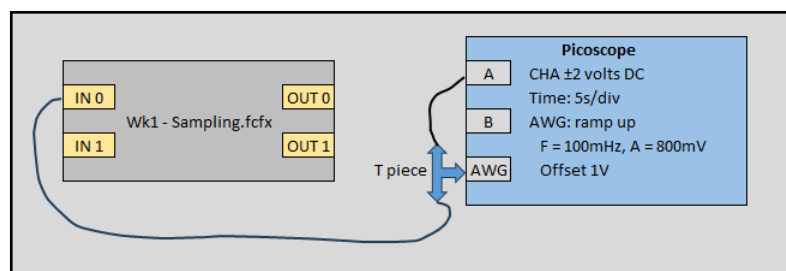 Picoscope
A
CHA ±2 volts DC
IN 0
OUT 0
Time: 5s/div
Wk1 - Sampling.fcfx
B
AWG: ramp up
IN 1
OUT 1
F = 100mHz, A = 800mV
T piece
AWG
Offset 1V